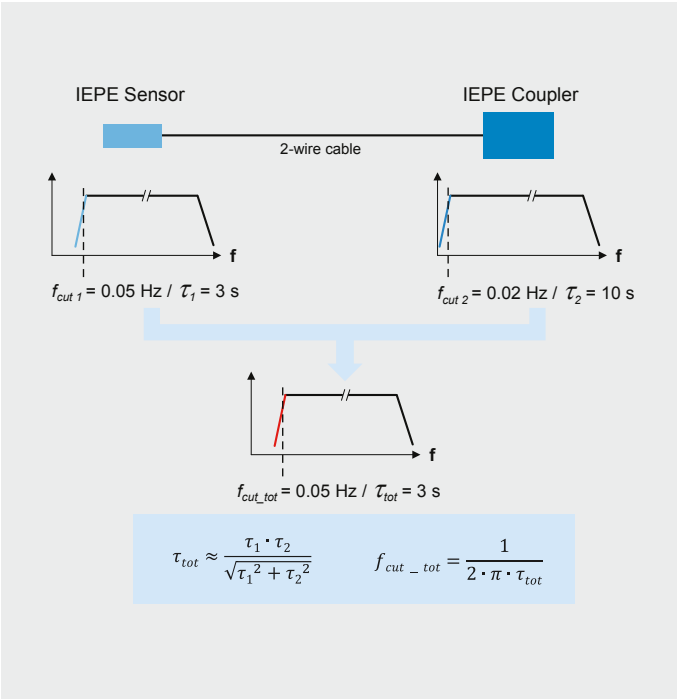 IEPE Sensor
IEPE Coupler
2-wire cable
f
f
f_cut 1 = 0.05 Hz / τ_1 = 3 s
f_cut 2 = 0.02 Hz / τ_2 = 10 s
f
f_cut_tot = 0.05 Hz / τ_tot = 3 s
τ_tot ≈ (τ_1 · τ_2) / √(τ_1² + τ_2²)
f_cut _ tot = 1 / (2 · π · τ_tot)